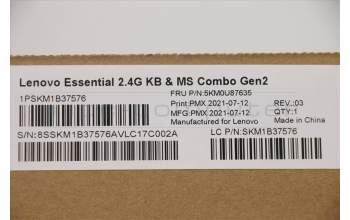 Lenovo Essential 2.4G KB & MS Combo Gen2
FRU P/N:5KM0U87635
1PSKM1B37576
Print:PMX 2021-07-12 REV.:03
MFG:PMX 2021-07-12 QTY:1
Manufactured for Lenovo Made in China
S/N:8SSKM1B37576AVLC17C002A
LC P/N:SKM1B37576